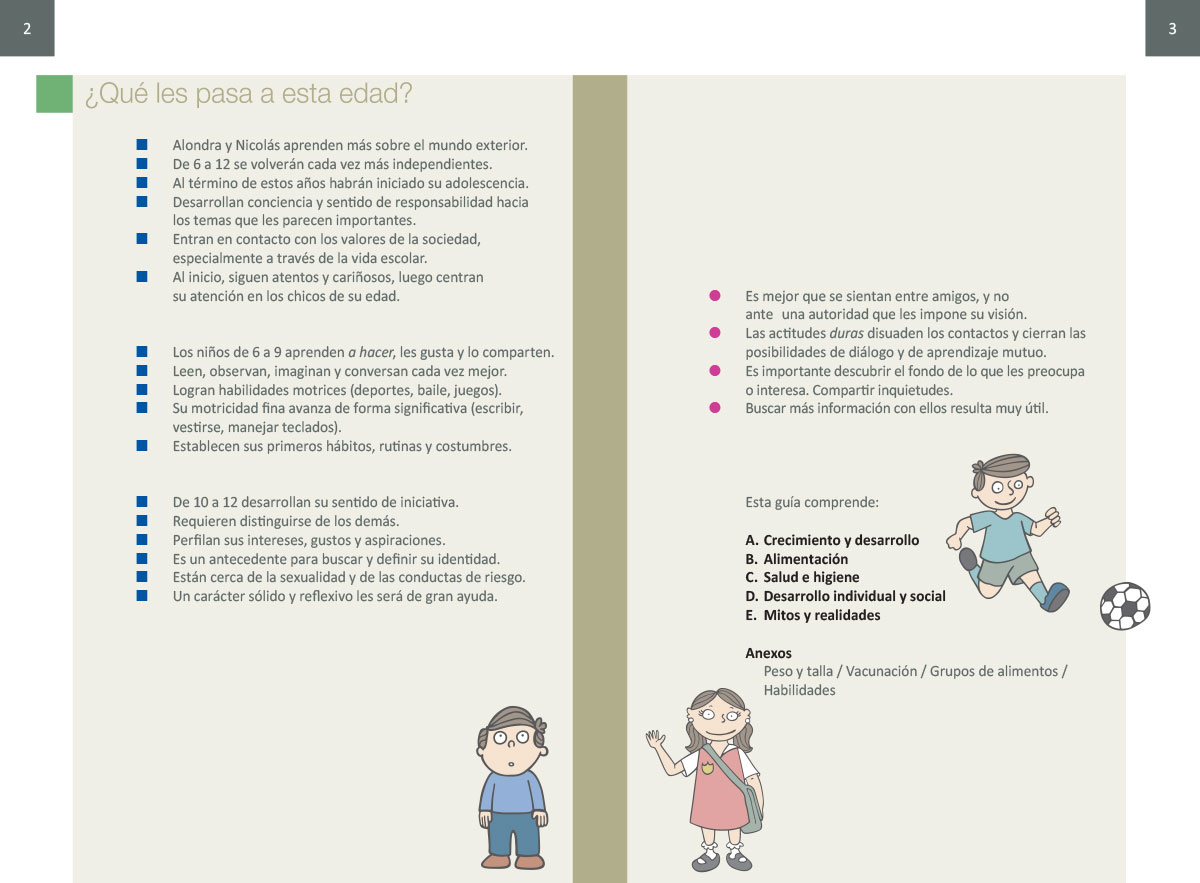 2
3
¿Qué les pasa a esta edad?
Alondra y Nicolás aprenden más sobre el mundo exterior.
De 6 a 12 se volverán cada vez más independientes.
Al término de estos años habrán iniciado su adolescencia.
Desarrollan conciencia y sentido de responsabilidad hacia
los temas que les parecen importantes.
Entran en contacto con los valores de la sociedad,
especialmente a través de la vida escolar.
Al inicio, siguen atentos y cariñosos, luego centran
su atención en los chicos de su edad.
Los niños de 6 a 9 aprenden a hacer, les gusta y lo comparten.
Leen, observan, imaginan y conversan cada vez mejor.
Logran habilidades motrices (deportes, baile, juegos).
Su motricidad fina avanza de forma significativa (escribir,
vestirse, manejar teclados).
Establecen sus primeros hábitos, rutinas y costumbres.
De 10 a 12 desarrollan su sentido de iniciativa.
Requieren distinguirse de los demás.
Perfilan sus intereses, gustos y aspiraciones.
Es un antecedente para buscar y definir su identidad.
Están cerca de la sexualidad y de las conductas de riesgo.
Un carácter sólido y reflexivo les será de gran ayuda.
Es mejor que se sientan entre amigos, y no
ante una autoridad que les impone su visión.
Las actitudes duras disuaden los contactos y cierran las
posibilidades de diálogo y de aprendizaje mutuo.
Es importante descubrir el fondo de lo que les preocupa
o interesa. Compartir inquietudes.
Buscar más información con ellos resulta muy útil.
Esta guía comprende:
A. Crecimiento y desarrollo
B. Alimentación
C. Salud e higiene
D. Desarrollo individual y social
E. Mitos y realidades
Anexos
Peso y talla / Vacunación / Grupos de alimentos /
Habilidades